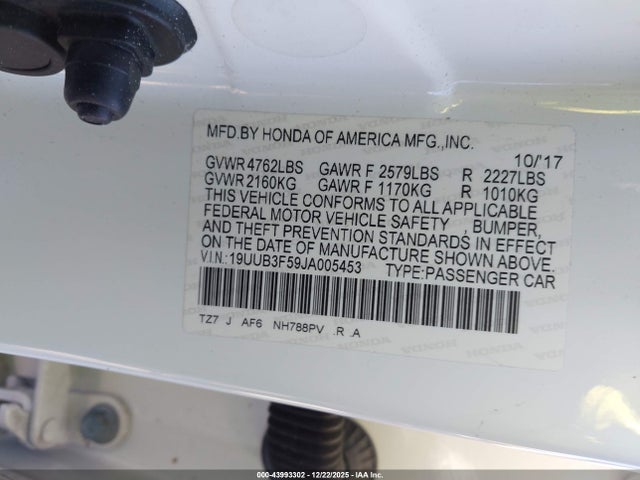 MFD.BY HONDA OF AMERICA MFG.,INC.
10/'17
GVWR 4762LBS GAWR F 2579LBS R 2227LBS
GVWR 2160KG GAWR F 1170KG R 1010KG
THIS VEHICLE CONFORMS TO ALL APPLICABLE
FEDERAL MOTOR VEHICLE SAFETY , BUMPER,
AND THEFT PREVENTION STANDARDS IN EFFECT
ON THE DATE OF MANUFACTURE SHOWN ABOVE.
V.I.N.:19UUB3F59JA005453 TYPE:PASSENGER CAR
TZ7 J AF6 NH788PV .R .A
000-43993302 - 12/22/2025 - IAAI.COM